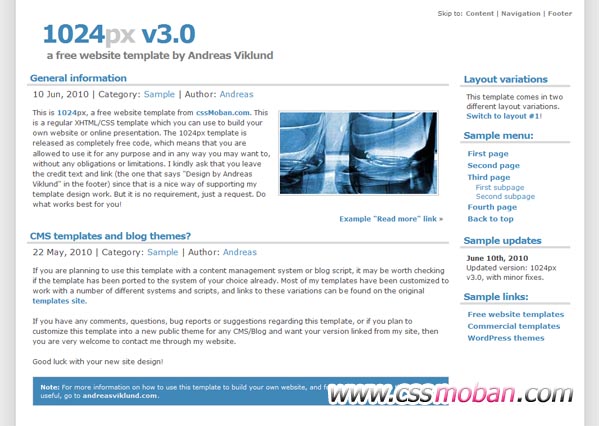 Skip to: Content | Navigation | Footer
1024px v3.0
a free website template by Andreas Viklund
General information
10 Jun, 2010 | Category: Sample | Author: Andreas
This is 1024px, a free website template from cssMoban.com. This
is a regular XHTML/CSS template which you can use to build your
own website or online presentation. The 1024px template is
released as completely free code, which means that you are
allowed to use it for any purpose and in any way you may want to,
without any obligations or limitations. I kindly ask that you leave
the credit text and link (the one that says "Design by Andreas
Viklund" in the footer) since that is a nice way of supporting my
template design work. But it is no requirement, just a request. Do
what works best for you!
Example "Read more" link »
CMS templates and blog themes?
22 May, 2010 | Category: Sample | Author: Andreas
If you are planning to use this template with a content management system or blog script, it may be worth checking
if the template has been ported to the system of your choice already. Most of my templates have been customized to
work with a number of different systems and scripts, and links to these variations can be found on the original
templates site.
If you have any comments, questions, bug reports or suggestions regarding this template, or if you plan to
customize this template into a new public theme for any CMS/Blog and want your version linked from my site, then
you are very welcome to contact me through my website.
Good luck with your new site design!
Note: For more information on how to use this template to build your own website, and
useful, go to andreasviklund.com.
Layout variations
This template comes in two
different layout variations.
Switch to layout #1!
Sample menu:
First page
Second page
Third page
First subpage
Second subpage
Fourth page
Back to top
Sample updates
June 10th, 2010
Updated version: 1024px
v3.0, with minor fixes.
Sample links:
Free website templates
Commercial templates
WordPress themes
www.cssmoban.com